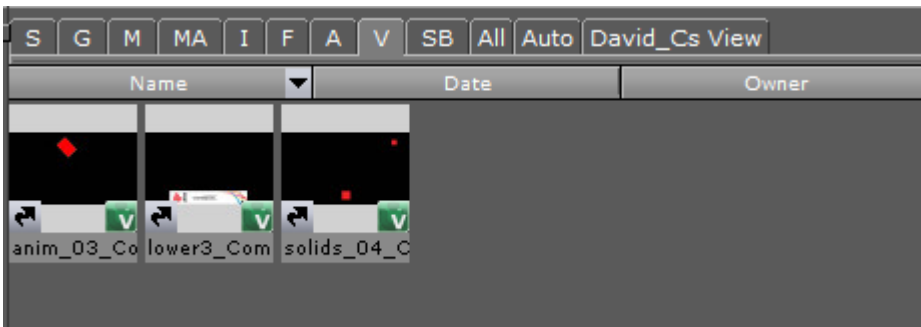 S G M MA I F A V SB All Auto David_Cs View
Name Date Owner
V V V
anim_03_Co lower3_Com solids_04_C